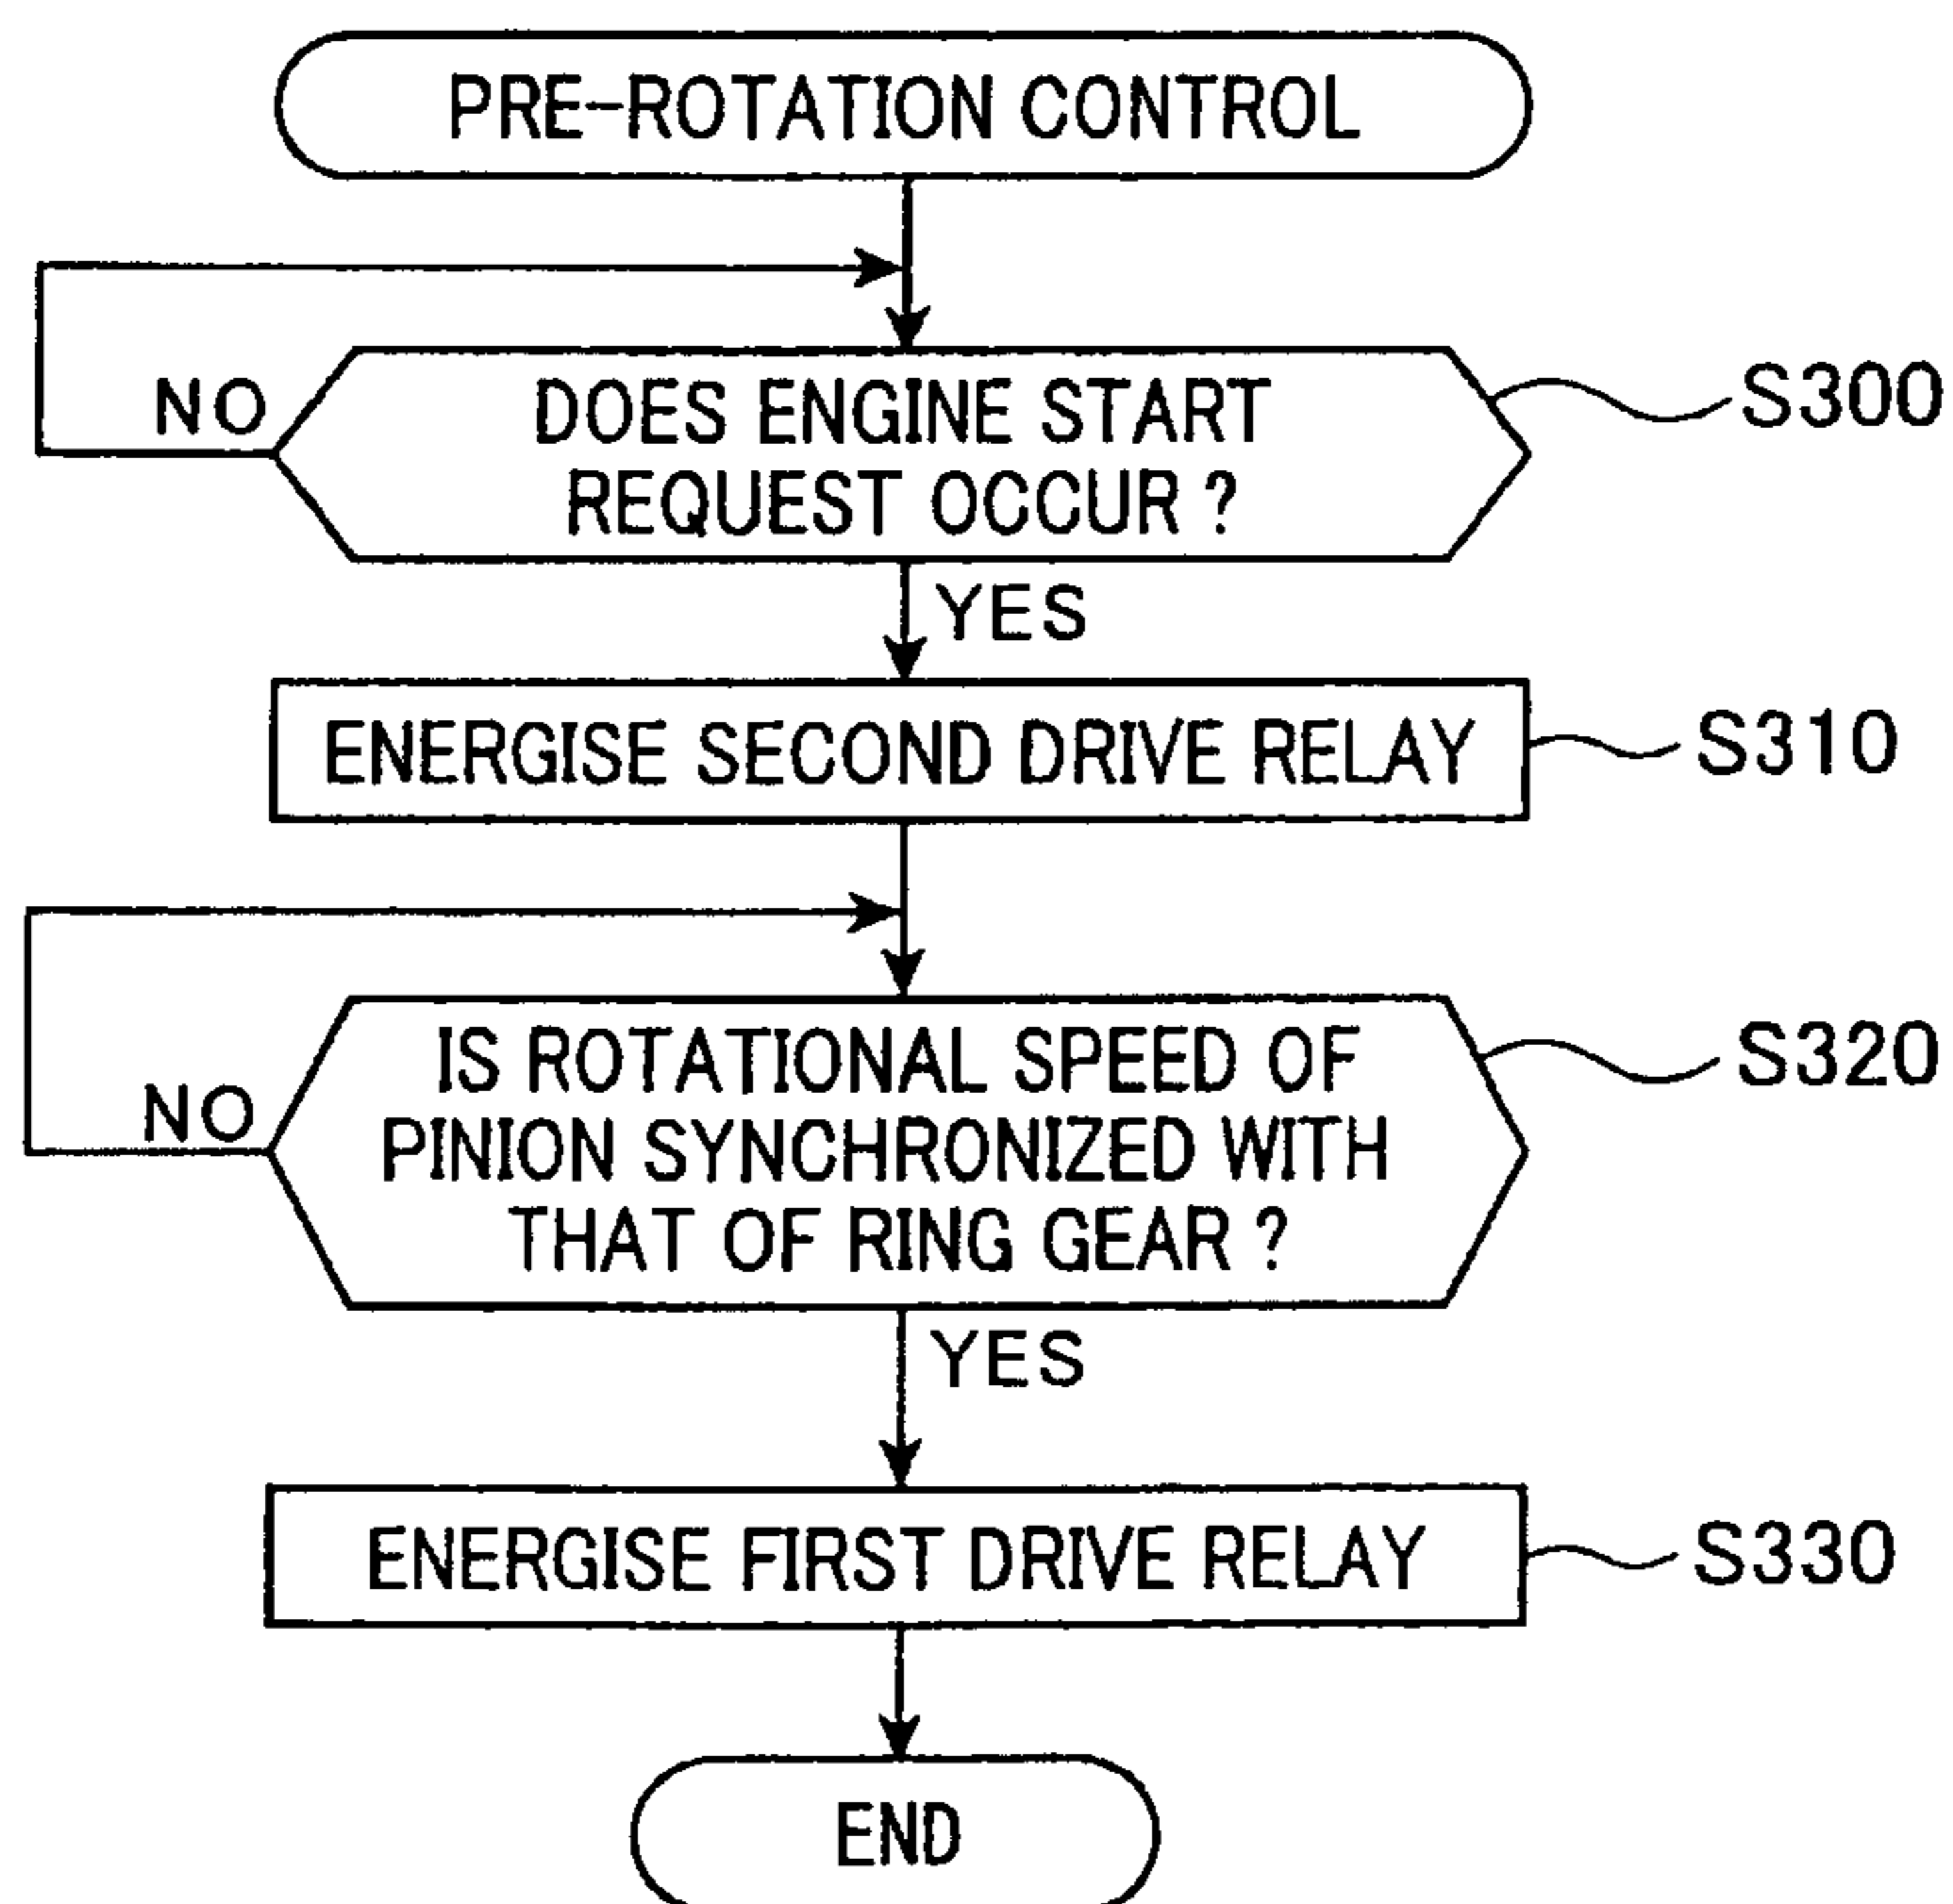 PRE-ROTATION CONTROL
NO
DOES ENGINE START
REQUEST OCCUR ?
S300
YES
ENERGISE SECOND DRIVE RELAY
S310
NO
IS ROTATIONAL SPEED OF
PINION SYNCHRONIZED WITH
THAT OF RING GEAR ?
S320
YES
ENERGISE FIRST DRIVE RELAY
S330
END